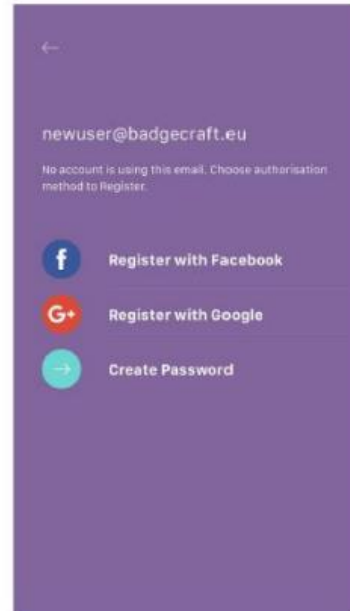 newuser@badgecraft.eu
No account is using this email. Choose authorisation
method to Register.
f Register with Facebook
G+ Register with Google
Create Password